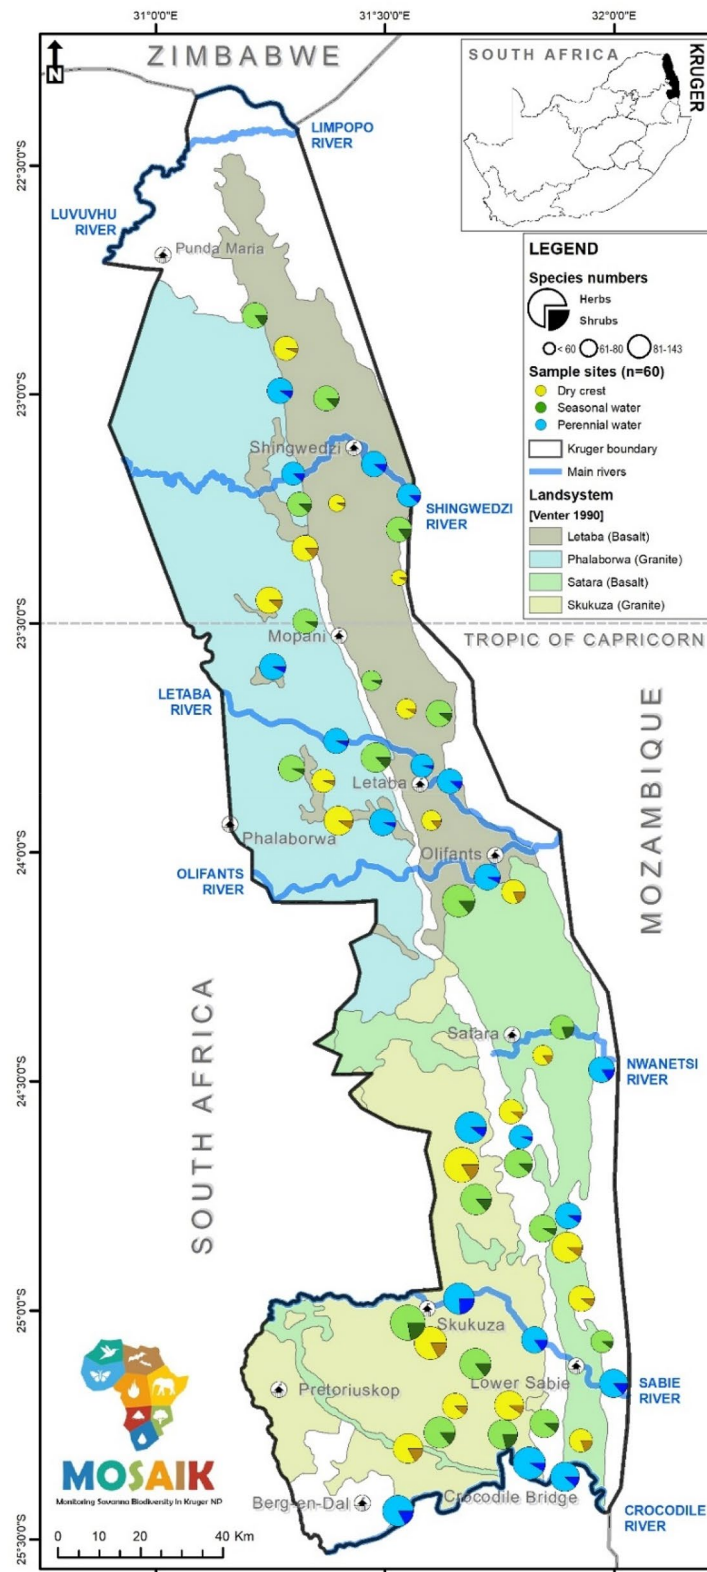 31°0'0"S
31°30'0"S
32°0'0"S
ZIMBABWE
N
SOUTH AFRICA
KRUGER
LIMPOPO
RIVER
22°30'0"S
LUVUVHU
RIVER
Punda Maria
LEGEND
Species numbers
Herbs
Shrubs
< 60
61-80
81-143
Sample sites (n=60)
Dry crest
Seasonal water
Perennial water
Kruger boundary
Main rivers
Landsystem
[Venter 1990]
Letaba (Basalt)
Phalaborwa (Granite)
Satara (Basalt)
Skukuza (Granite)
23°0'0"S
Shingwedzi
SHINGWEDZI
RIVER
23°30'0"S
Mopani
TROPIC OF CAPRICORN
LETABA
RIVER
MOZAMBIQUE
Letaba
Phalaborwa
24°0'0"S
Olifants
OLIFANTS
RIVER
SOUTH AFRICA
Satara
24°30'0"S
NWANETSI
RIVER
25°0'0"S
Skukuza
Pretoriuskop
Lower Sabie
SABIE
RIVER
MOSAIK
Monitoring Savanna Biodiversity in Kruger NP
Berg-en-Dal
Crocodile Bridge
CROCODILE
RIVER
0 10 20 40 Km
25°30'0"S